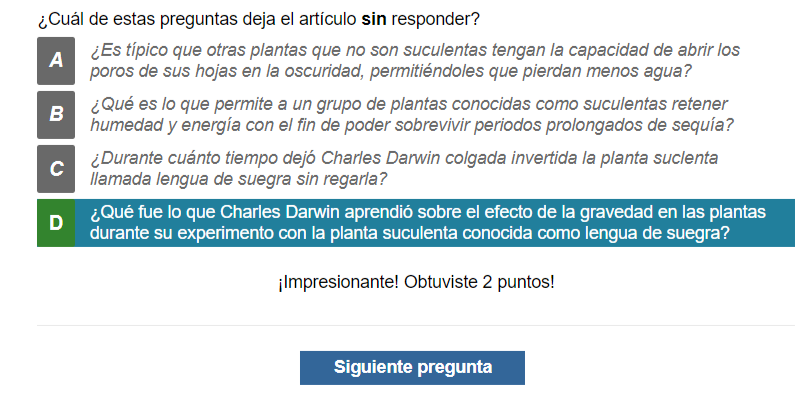 ¿Cuál de estas preguntas deja el artículo sin responder?
A
¿Es típico que otras plantas que no son suculentas tengan la capacidad de abrir los
poros de sus hojas en la oscuridad, permitiéndoles que pierdan menos agua?
B
¿Qué es lo que permite a un grupo de plantas conocidas como suculentas retener
humedad y energía con el fin de poder sobrevivir periodos prolongados de sequía?
C
¿Durante cuánto tiempo dejó Charles Darwin colgada invertida la planta suclenta
llamada lengua de suegra sin regarla?
D
¿Qué fue lo que Charles Darwin aprendió sobre el efecto de la gravedad en las plantas
durante su experimento con la planta suculenta conocida como lengua de suegra?
¡Impresionante! Obtuviste 2 puntos!
Siguiente pregunta